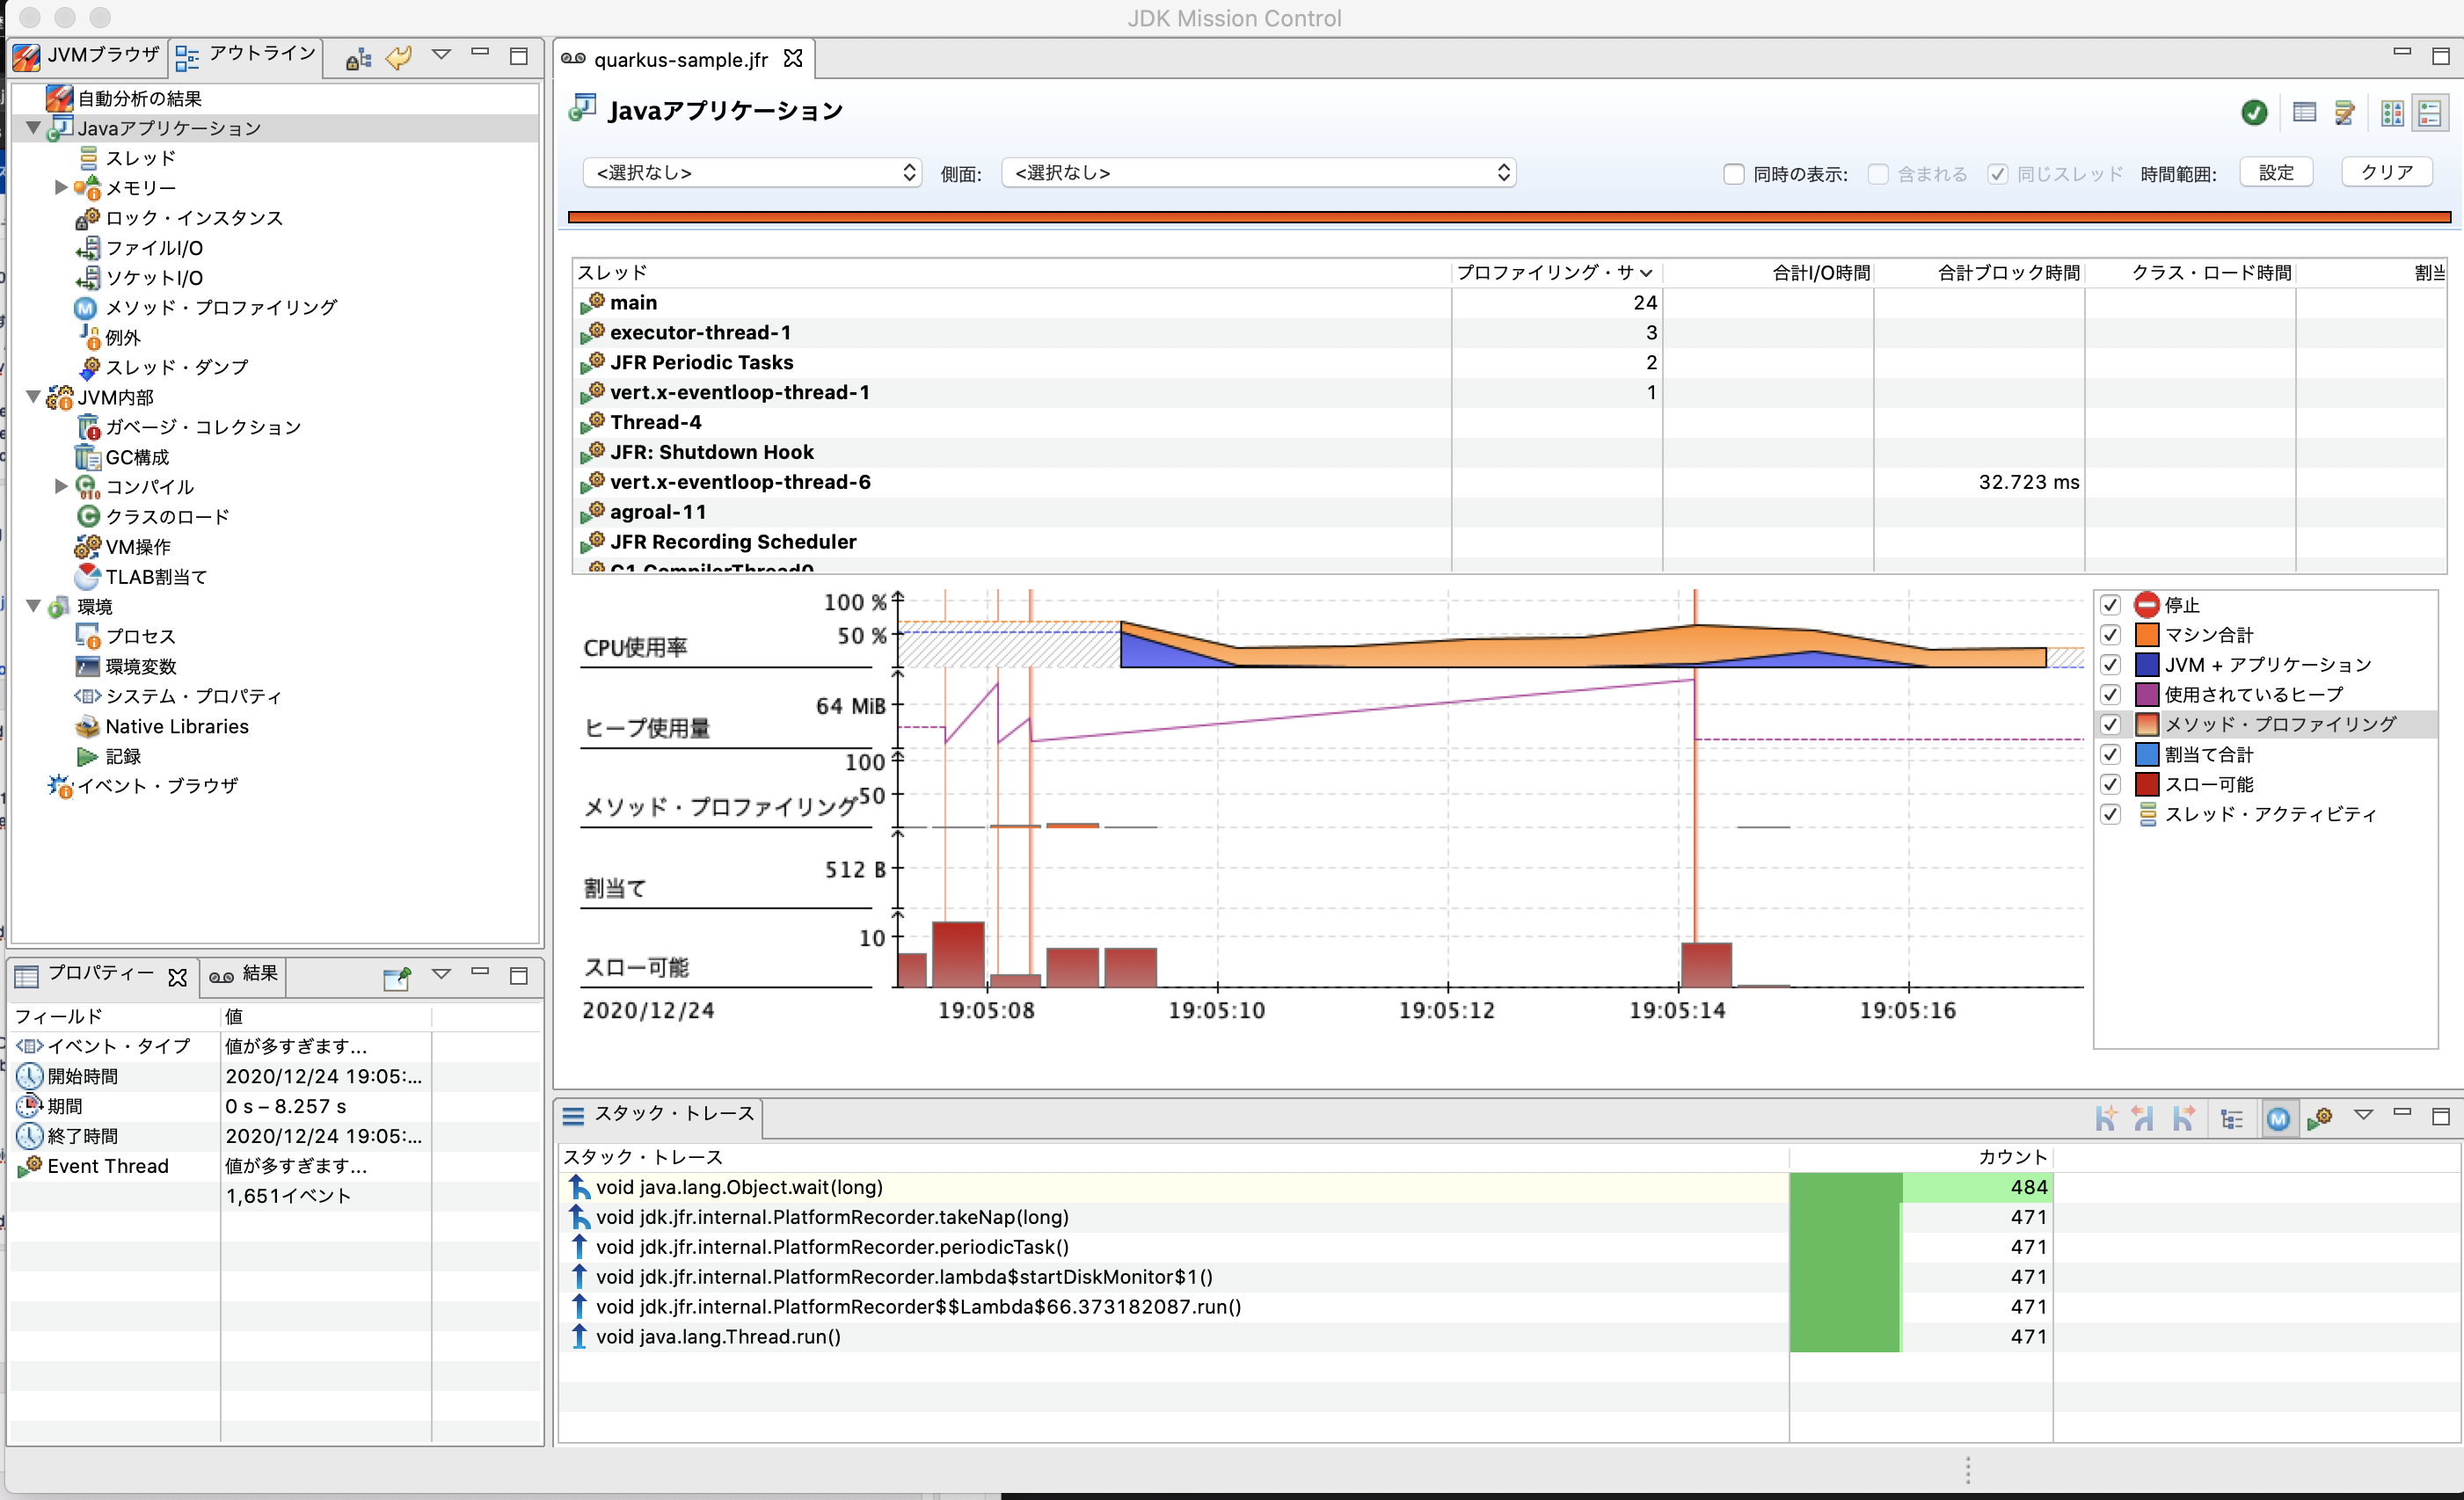 JDK Mission Control
JVMブラウザ
アウトライン
自動分析の結果
Javaアプリケーション
スレッド
メモリー
ロック・インスタンス
ファイルI/O
ソケットI/O
メソッド・プロファイリング
例外
スレッド・ダンプ
JVM内部
ガベージ・コレクション
GC構成
コンパイル
クラスのロード
VM操作
TLAB割当て
環境
プロセス
環境変数
システム・プロパティ
Native Libraries
記録
イベント・ブラウザ
プロパティー
結果
フィールド 値
イベント・タイプ 値が多すぎます...
開始時間 2020/12/24 19:05:...
期間 0 s – 8.257 s
終了時間 2020/12/24 19:05:...
Event Thread 値が多すぎます...
1,651イベント
quarkus-sample.jfr
Javaアプリケーション
<選択なし> 側面: <選択なし> 同時の表示: 含まれる 同じスレッド 時間範囲: 設定 クリア
スレッド プロファイリング・サ 合計I/O時間 合計ブロック時間 クラス・ロード時間 割当
main 24
executor-thread-1 3
JFR Periodic Tasks 2
vert.x-eventloop-thread-1 1
Thread-4
JFR: Shutdown Hook
vert.x-eventloop-thread-6 32.723 ms
agroal-11
JFR Recording Scheduler
C1 CompilerThread0
100 %
50 %
CPU使用率
64 MiB
ヒープ使用量
100
50
メソッド・プロファイリング
512 B
割当て
10
スロー可能
2020/12/24 19:05:08 19:05:10 19:05:12 19:05:14 19:05:16
停止
マシン合計
JVM + アプリケーション
使用されているヒープ
メソッド・プロファイリング
割当て合計
スロー可能
スレッド・アクティビティ
スタック・トレース
スタック・トレース カウント
void java.lang.Object.wait(long) 484
void jdk.jfr.internal.PlatformRecorder.takeNap(long) 471
void jdk.jfr.internal.PlatformRecorder.periodicTask() 471
void jdk.jfr.internal.PlatformRecorder.lambda$startDiskMonitor$1() 471
void jdk.jfr.internal.PlatformRecorder$$Lambda$66.373182087.run() 471
void java.lang.Thread.run() 471